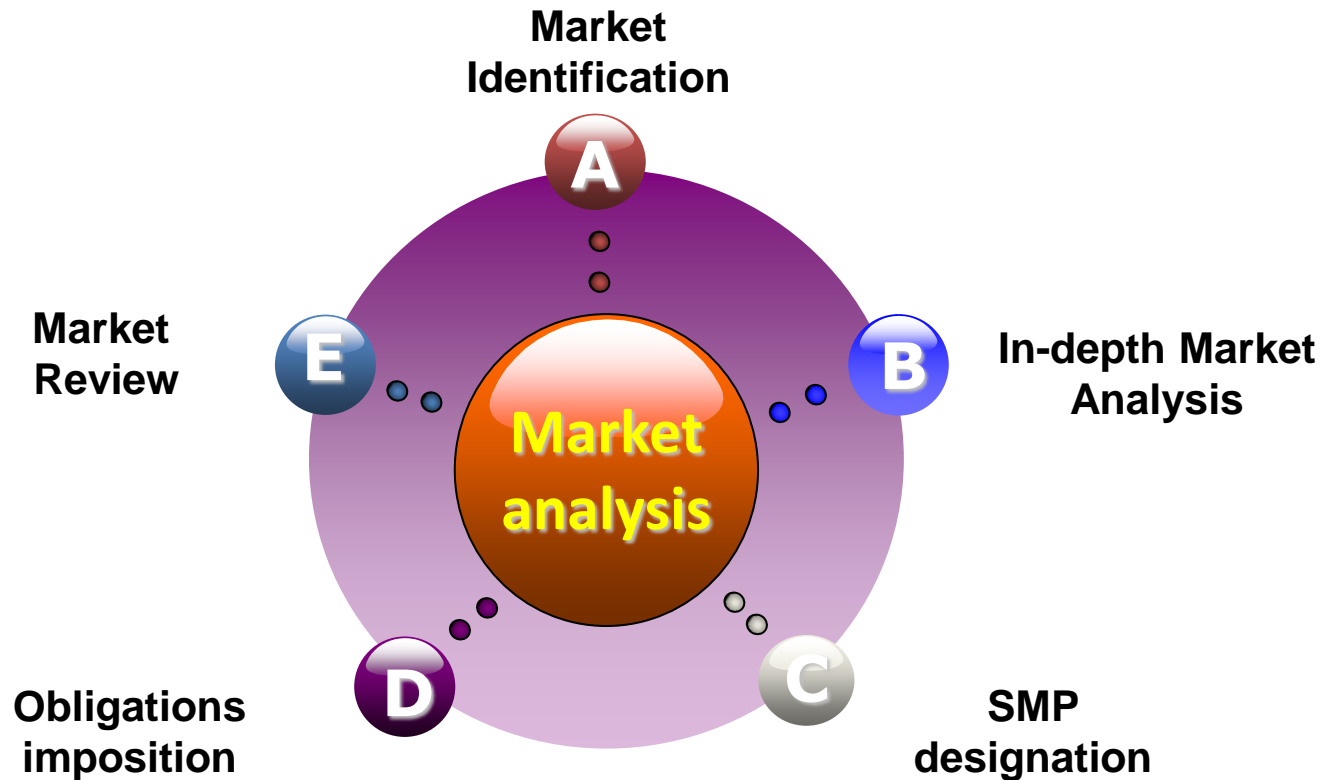 Market
Identification
A
B
In-depth Market
Analysis
C
SMP
designation
D
Obligations
imposition
E
Market
Review
Market
analysis